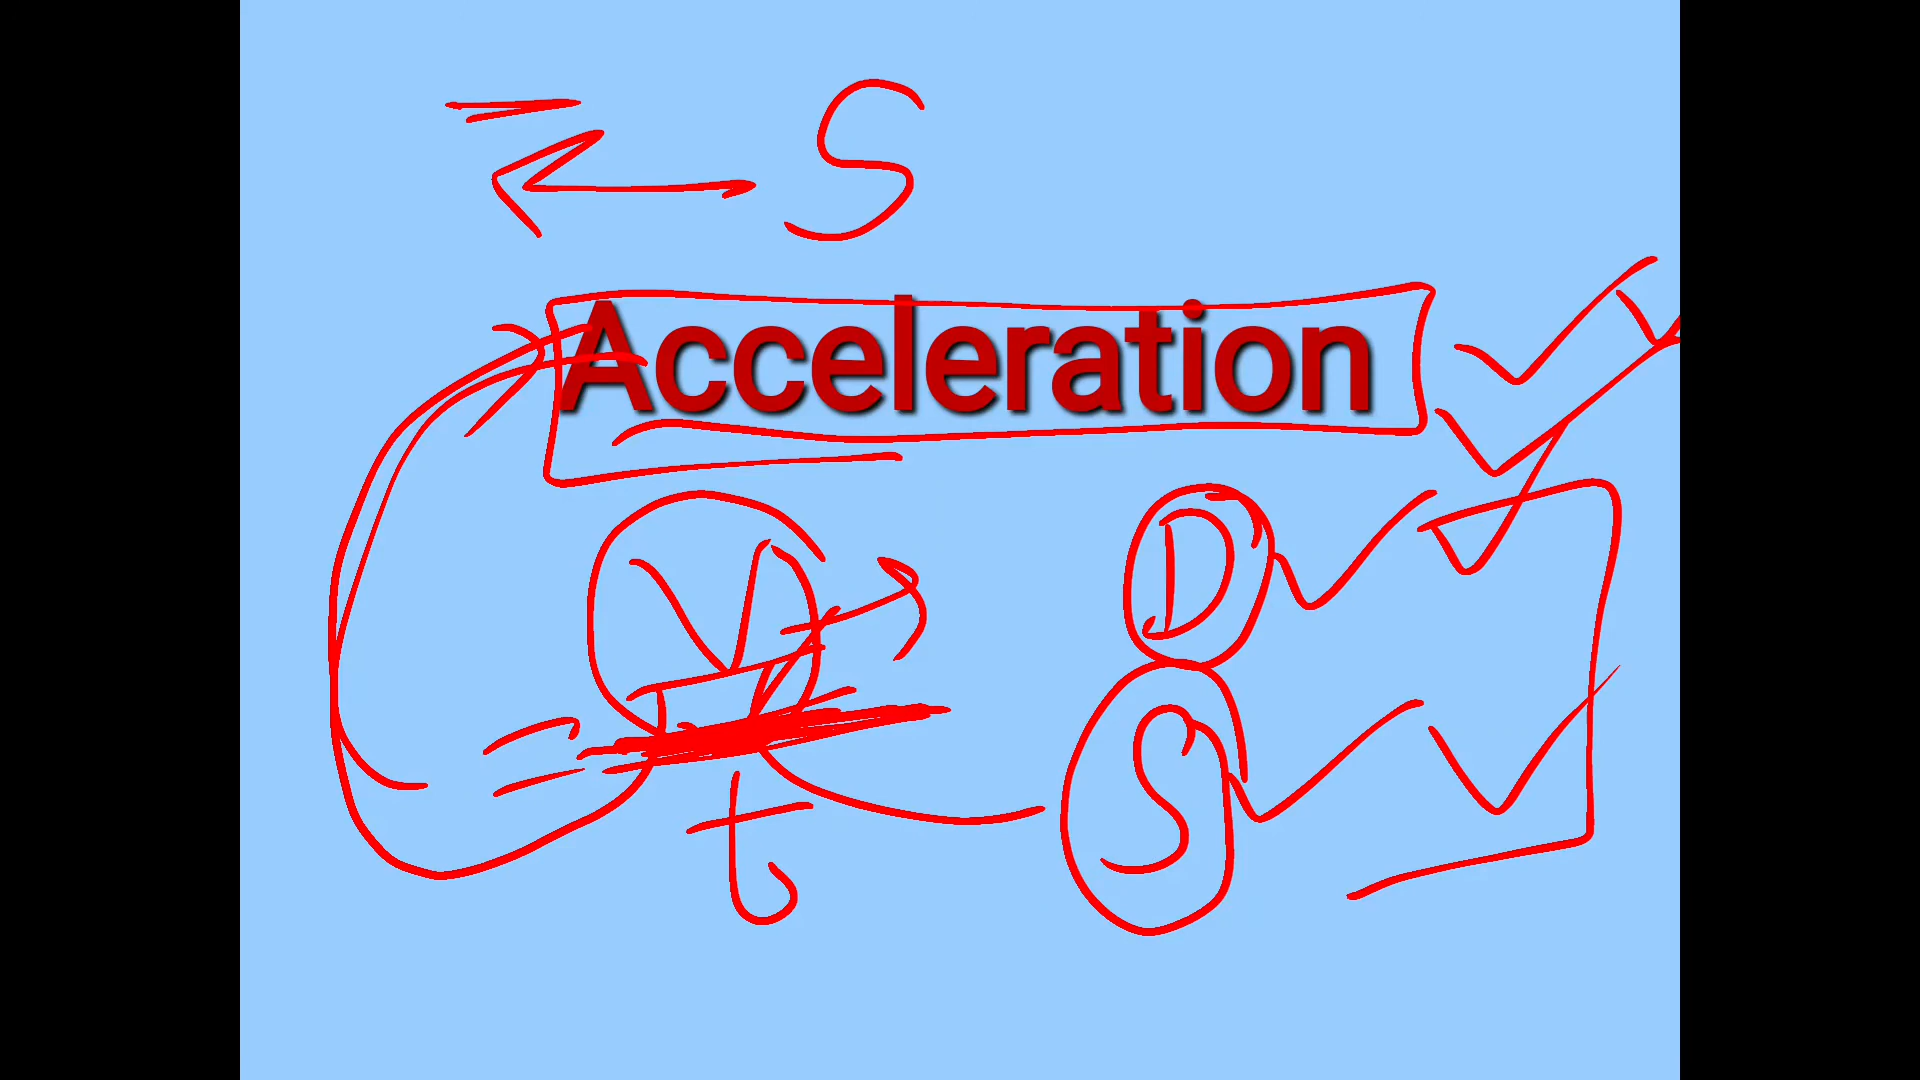 S
Acceleration
V D
= t S